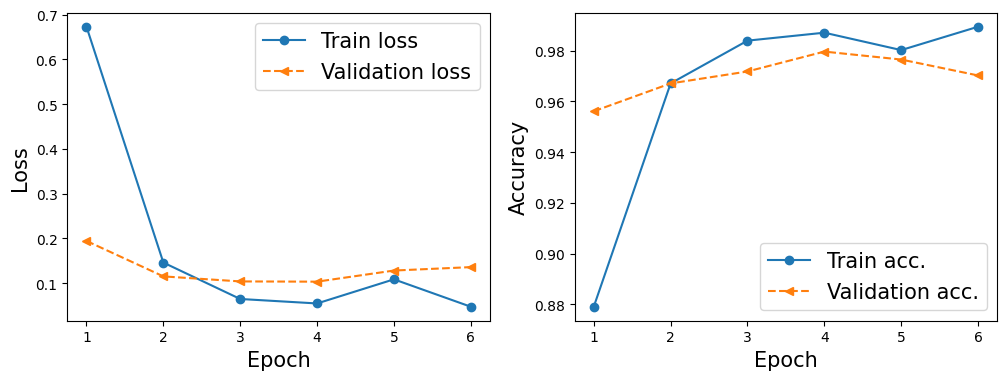 0.7
0.6
0.5
0.4
0.3
0.2
0.1
Loss
Train loss
Validation loss
1 2 3 4 5 6
Epoch
0.98
0.96
0.94
0.92
0.90
0.88
Accuracy
Train acc.
Validation acc.
1 2 3 4 5 6
Epoch